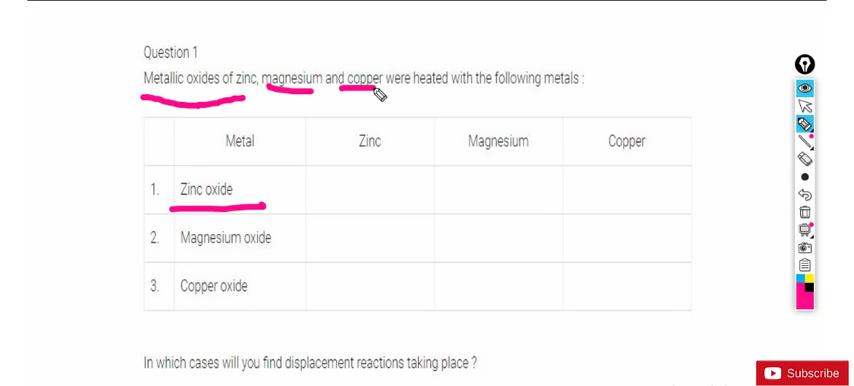 Question 1
Metallic oxides of zinc, magnesium and copper were heated with the following metals :
Metal Zinc Magnesium Copper
1. Zinc oxide
2. Magnesium oxide
3. Copper oxide
In which cases will you find displacement reactions taking place ?
Subscribe